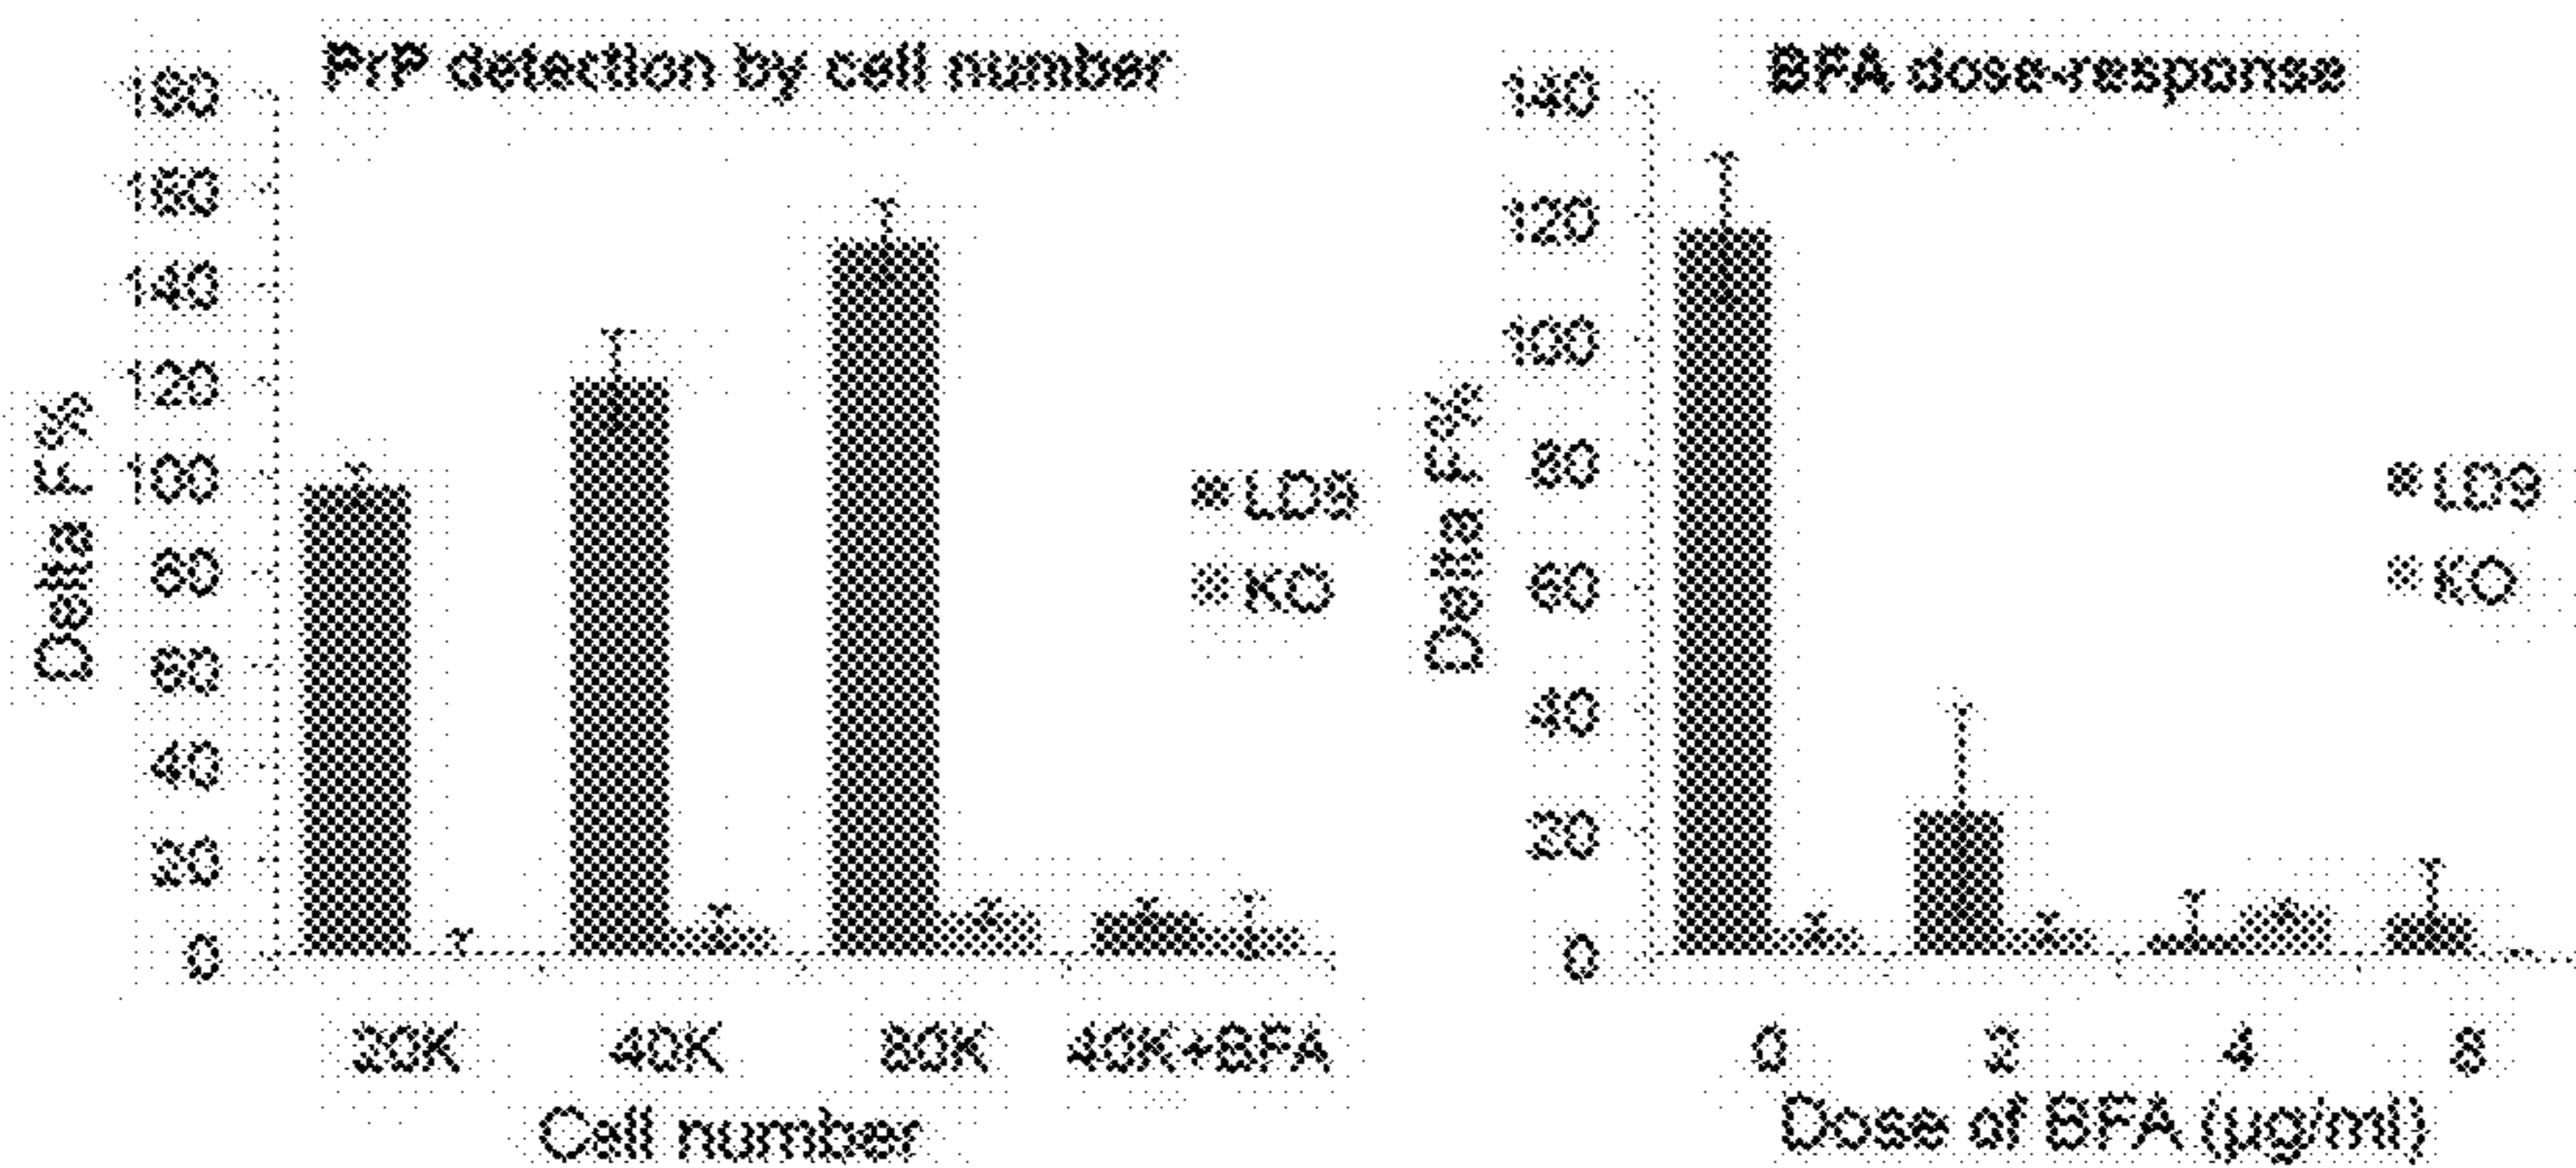 PrP detection by cell number
180
160
140
120
100
80
60
40
20
0
Delta F%
LD9
KO
20K
40K
80K
40K+BFA
Cell number
BFA dose-response
140
120
100
80
60
40
20
0
Delta F%
LD9
KO
0
2
4
8
Dose of BFA (µg/ml)